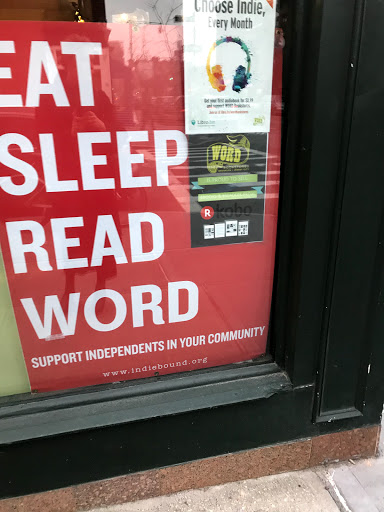 EAT
SLEEP
READ
WORD
SUPPORT INDEPENDENTS IN YOUR COMMUNITY
www.indiebound.org
Choose Indie,
Every Month
WORD
kobo